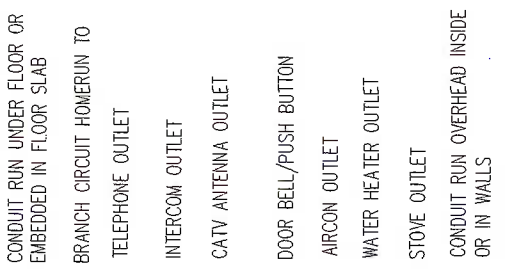 CONDUIT RUN UNDER FLOOR OR
EMBEDDED IN FLOOR SLAB
BRANCH CIRCUIT HOMERUN TO
TELEPHONE OUTLET
INTERCOM OUTLET
CATV ANTENNA OUTLET
DOOR BELL/PUSH BUTTON
AIRCON OUTLET
WATER HEATER OUTLET
STOVE OUTLET
CONDUIT RUN OVERHEAD INSIDE
OR IN WALLS